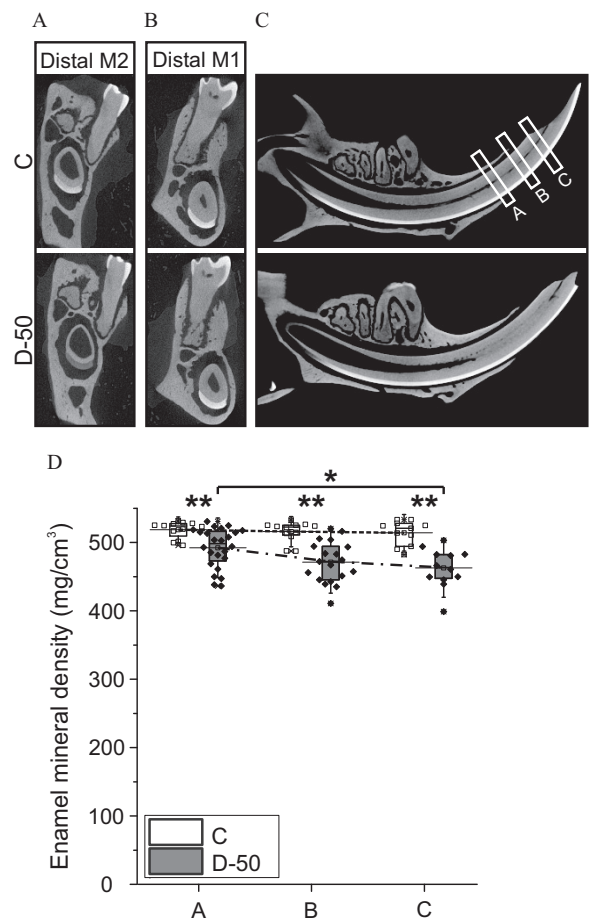 A
B
C
Distal M2
Distal M1
C
A
B
C
D-50
D
*
**
**
**
Enamel mineral density (mg/cm³)
500
400
300
200
100
0
C
D-50
A
B
C